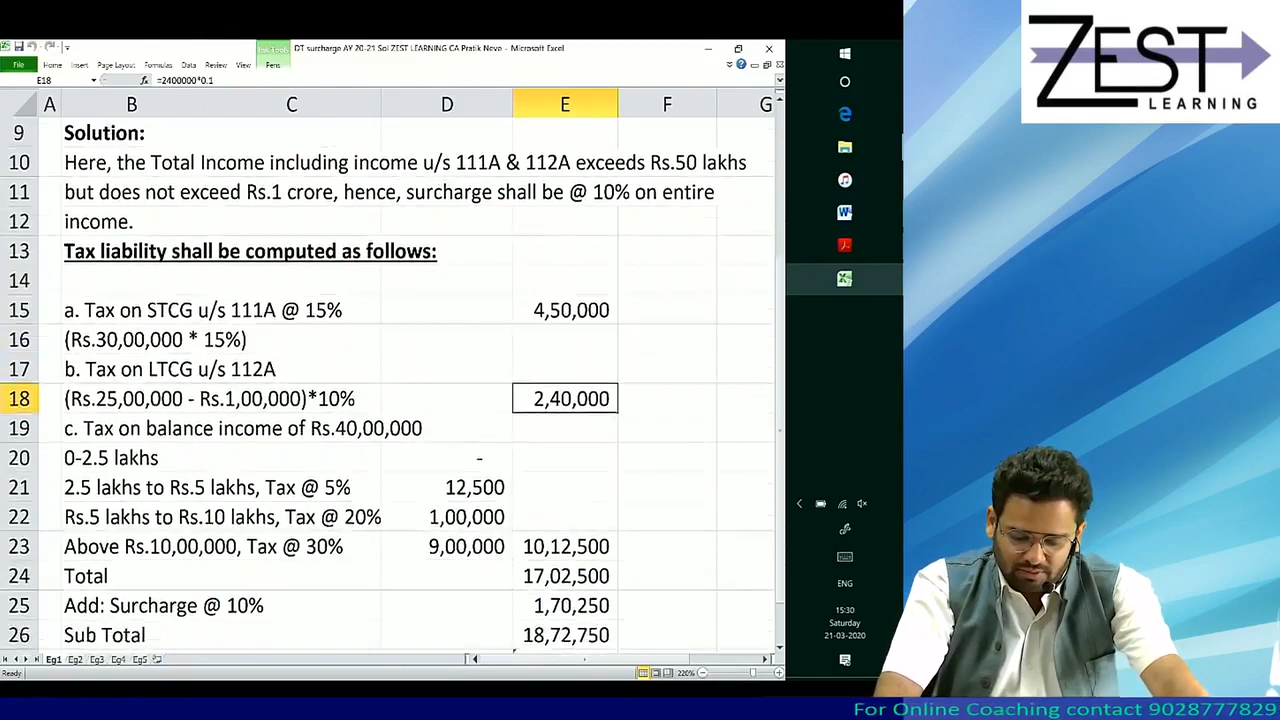 DT surcharge AY 20-21 Sol ZEST LEARNING CA Pratik Neve - Microsoft Excel
Ink Tools
File Home Insert Page Layout Formulas Data Review View Pens
E18 fx =2400000*0.1
A B C D E F G
9 Solution:
10 Here, the Total Income including income u/s 111A & 112A exceeds Rs.50 lakhs
11 but does not exceed Rs.1 crore, hence, surcharge shall be @ 10% on entire
12 income.
13 Tax liability shall be computed as follows:
14
15 a. Tax on STCG u/s 111A @ 15% 4,50,000
16 (Rs.30,00,000 * 15%)
17 b. Tax on LTCG u/s 112A
18 (Rs.25,00,000 - Rs.1,00,000)*10% 2,40,000
19 c. Tax on balance income of Rs.40,00,000
20 0-2.5 lakhs -
21 2.5 lakhs to Rs.5 lakhs, Tax @ 5% 12,500
22 Rs.5 lakhs to Rs.10 lakhs, Tax @ 20% 1,00,000
23 Above Rs.10,00,000, Tax @ 30% 9,00,000 10,12,500
24 Total 17,02,500
25 Add: Surcharge @ 10% 1,70,250
26 Sub Total 18,72,750
Eg1 Eg2 Eg3 Eg4 Eg5
Ready 220%
ENG
15:30
Saturday
21-03-2020
ZEST
LEARNING
For Online Coaching contact 9028777829